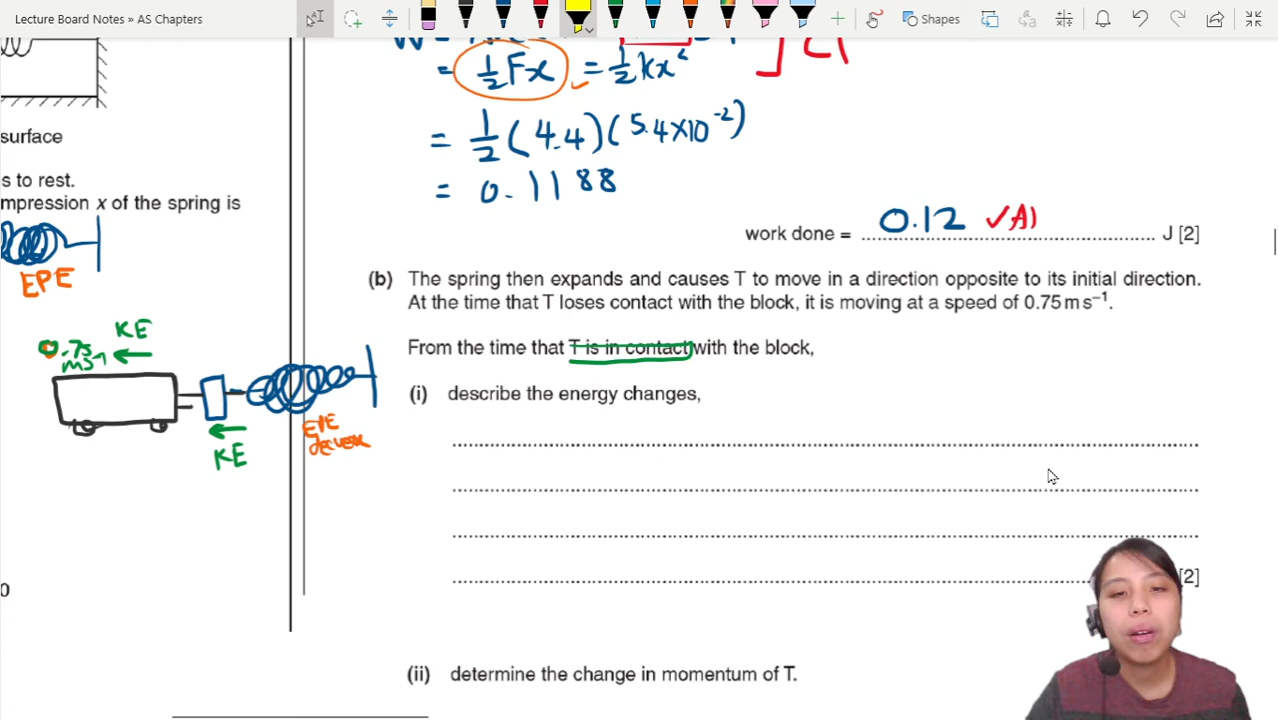 Lecture Board Notes » AS Chapters
Shapes
= ½Fx = ½kx²
= ½(4.4)(5.4×10⁻²)
= 0.1188
work done = 0.12 ✓A1 J [2]
surface
s to rest.
mpression x of the spring is
EPE
(b) The spring then expands and causes T to move in a direction opposite to its initial direction.
At the time that T loses contact with the block, it is moving at a speed of 0.75 m s⁻¹.
From the time that T is in contact with the block,
KE
0.75
ms⁻¹
KE
EPE
(i) describe the energy changes,
[2]
0
(ii) determine the change in momentum of T.